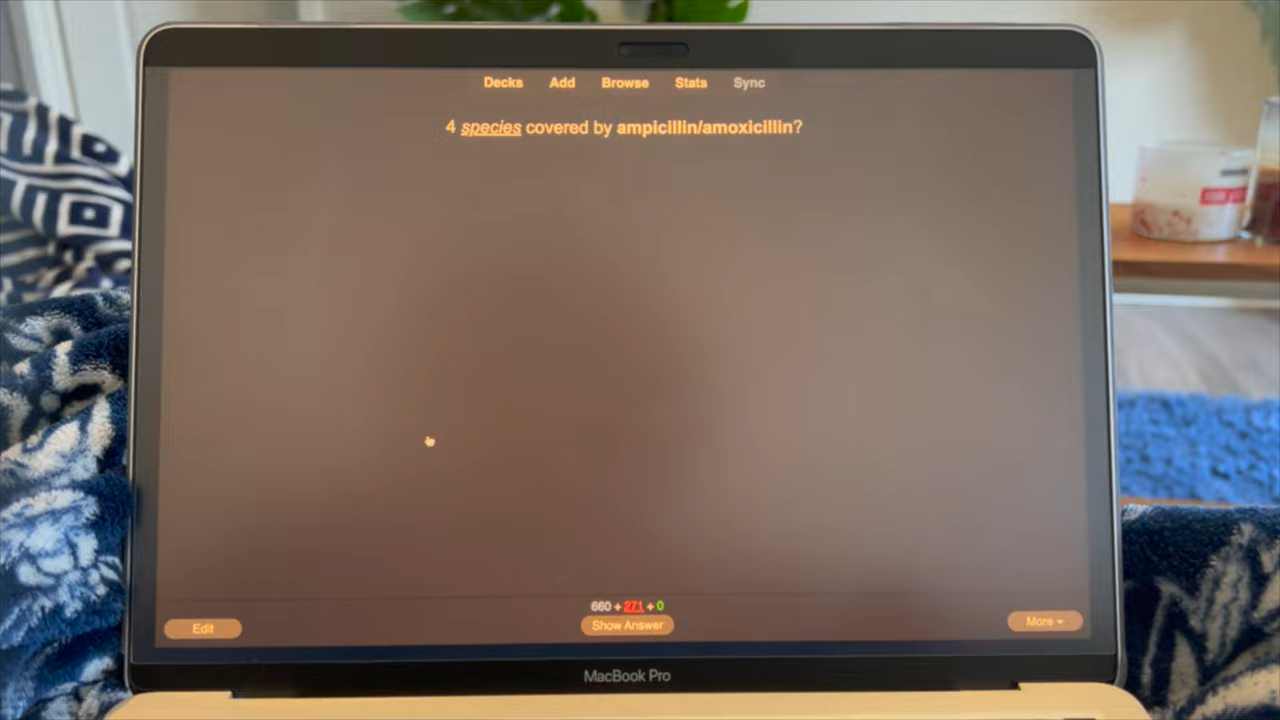 Decks Add Browse Stats Sync
4 species covered by ampicillin/amoxicillin?
660 + 271 + 0
Edit Show Answer More
MacBook Pro